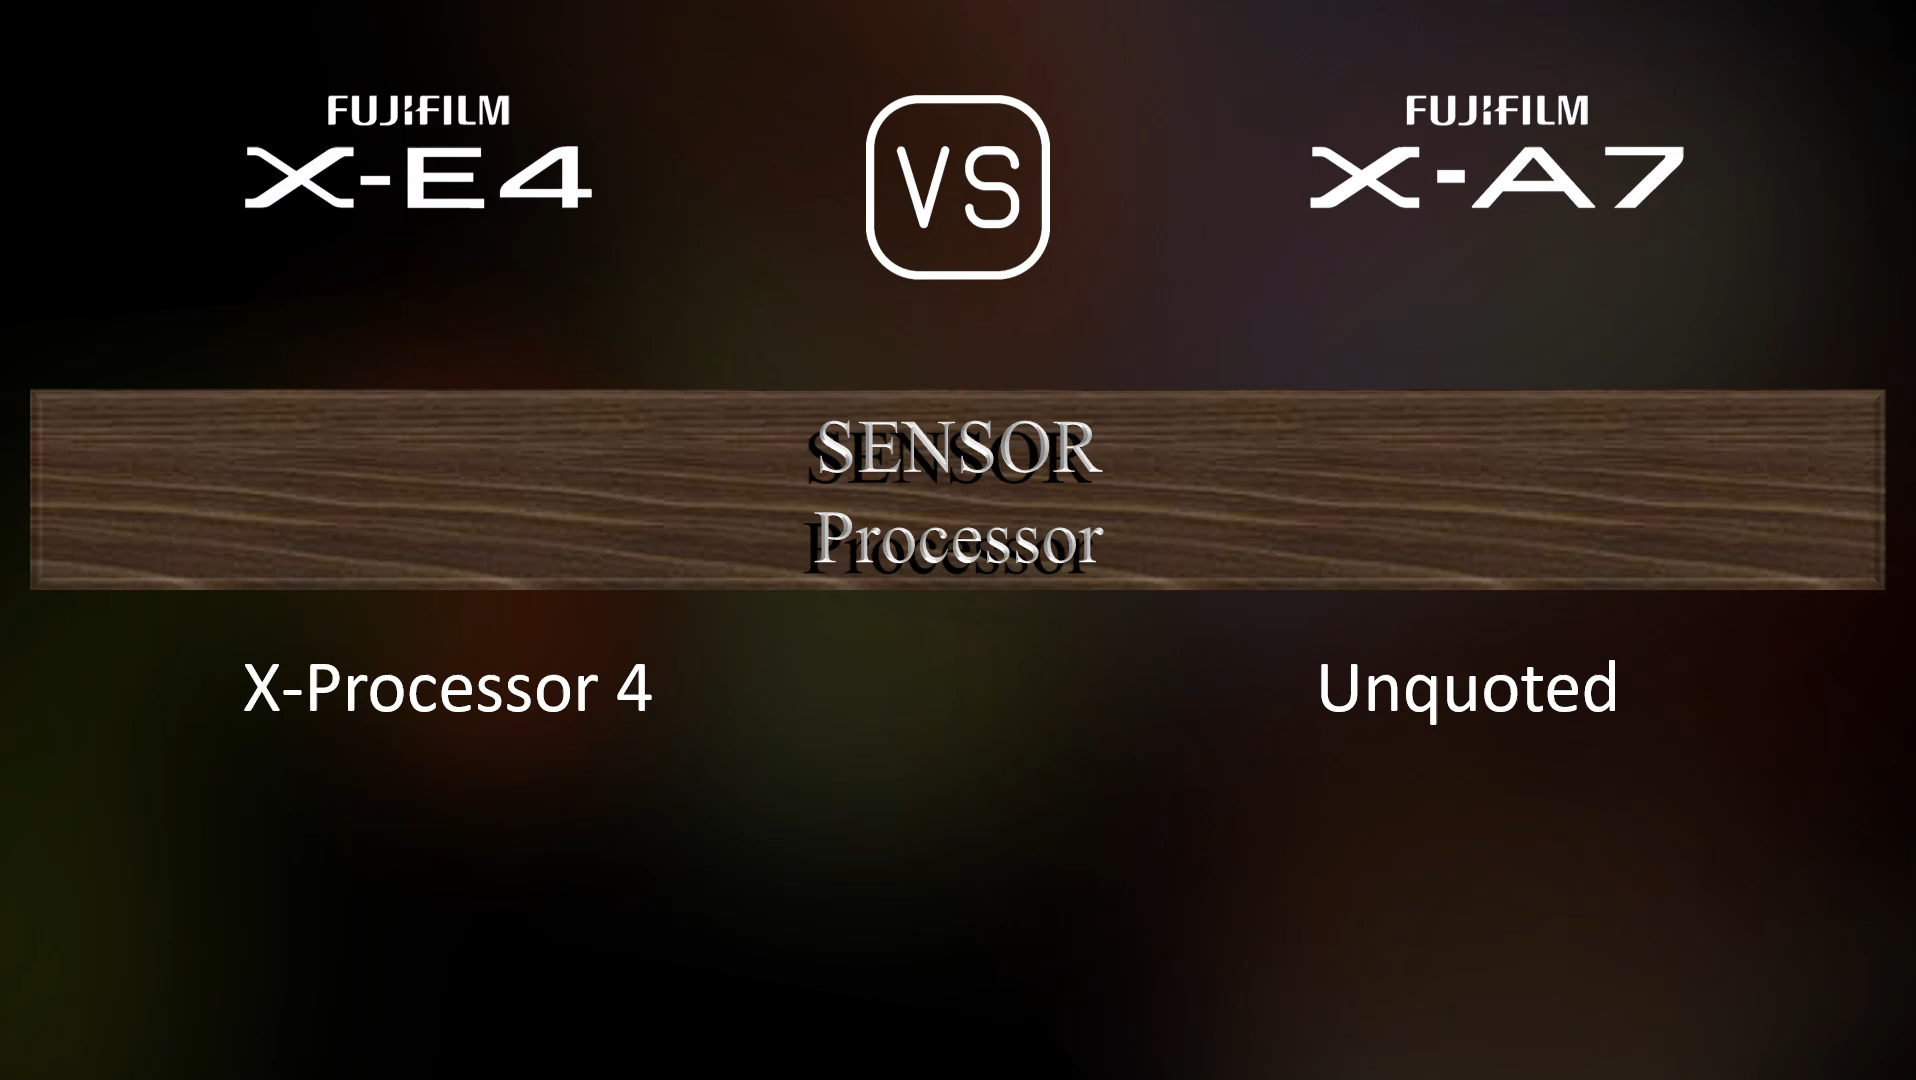 FUJIFILM
X-E4
VS
FUJIFILM
X-A7
SENSOR
Processor
X-Processor 4
Unquoted